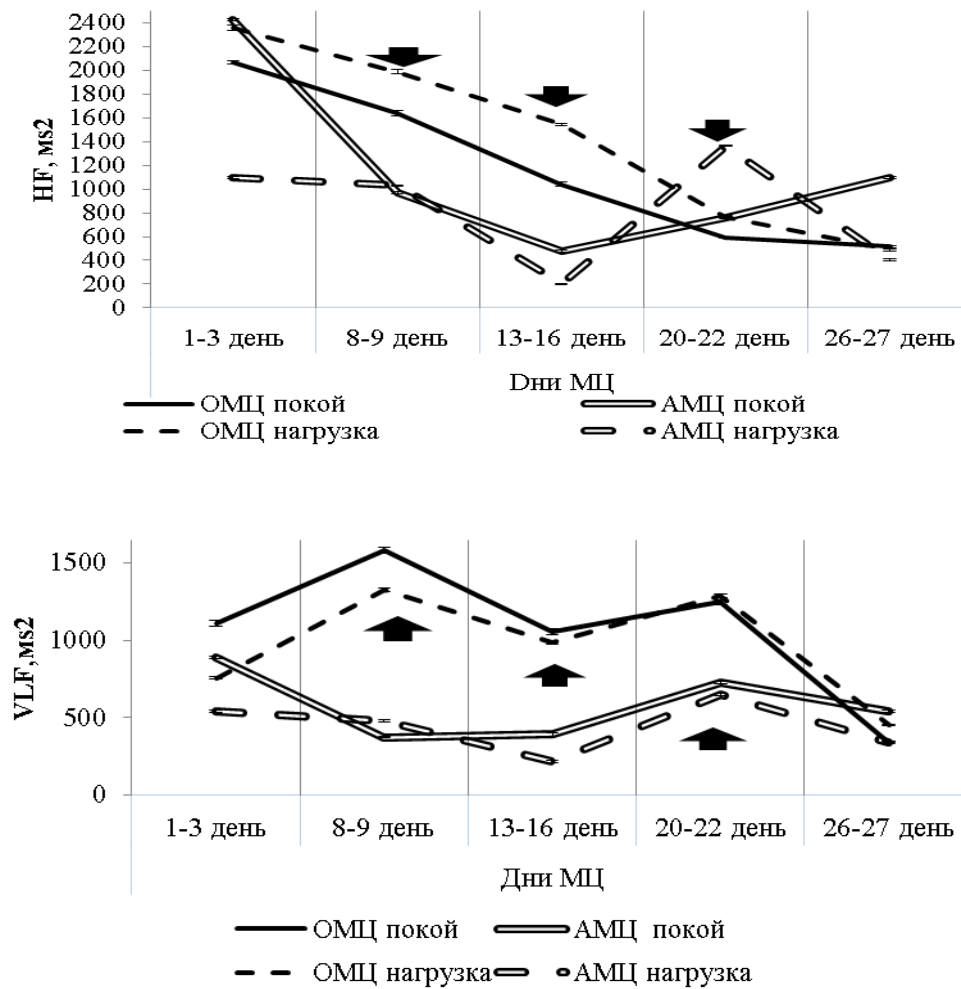 2400
2200
2000
1800
1600
1400
1200
1000
800
600
400
200
0
HF, мs2
1-3 день 8-9 день 13-16 день 20-22 день 26-27 день
Dни МЦ
ОМЦ покой АМЦ покой
ОМЦ нагрузка АМЦ нагрузка
1500
1000
500
0
VLF,мs2
1-3 день 8-9 день 13-16 день 20-22 день 26-27 день
Дни МЦ
ОМЦ покой АМЦ покой
ОМЦ нагрузка АМЦ нагрузка